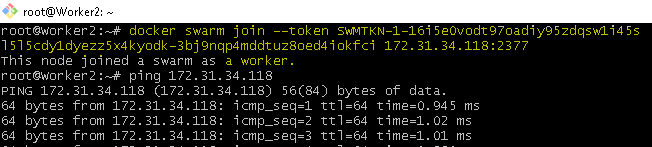 root@Worker2: ~
root@Worker2:~# docker swarm join --token SWMTKN-1-16i5e0vodt97oadiy95zdqsw1i45s
l5l5cdy1dyezz5x4kyodk-3bj9nqp4mddtuz8oed4iokfci 172.31.34.118:2377
This node joined a swarm as a worker.
root@Worker2:~# ping 172.31.34.118
PING 172.31.34.118 (172.31.34.118) 56(84) bytes of data.
64 bytes from 172.31.34.118: icmp_seq=1 ttl=64 time=0.945 ms
64 bytes from 172.31.34.118: icmp_seq=2 ttl=64 time=1.02 ms
64 bytes from 172.31.34.118: icmp_seq=3 ttl=64 time=1.01 ms